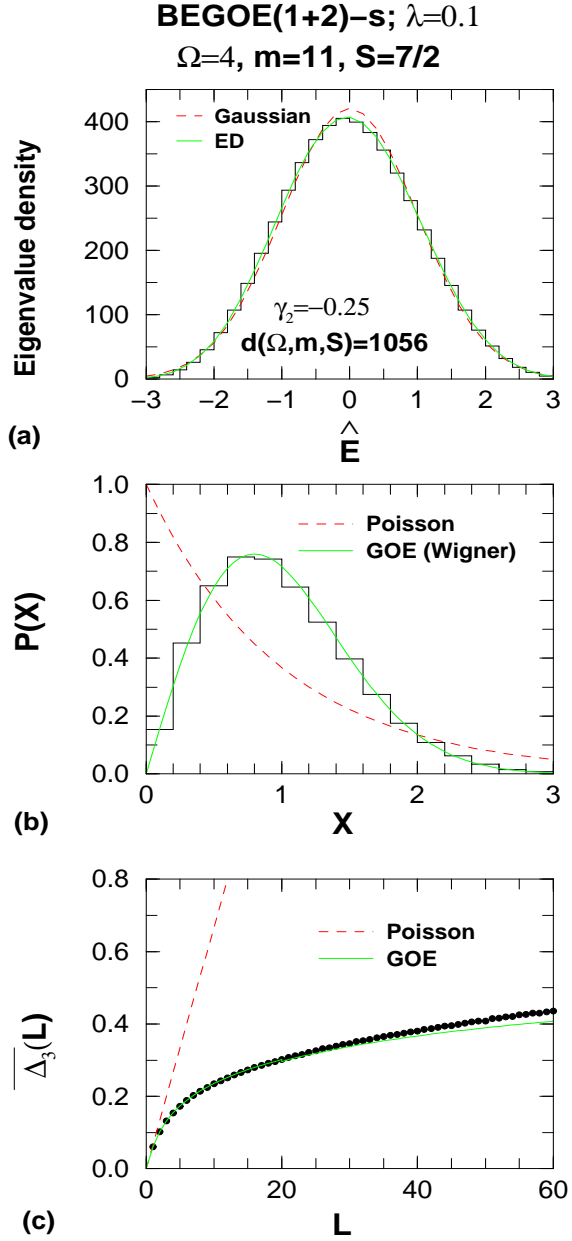 BEGOE(1+2)−s; λ=0.1
Ω=4, m=11, S=7/2
Eigenvalue density
400
300
200
100
0
Gaussian
ED
γ₂=−0.25
d(Ω,m,S)=1056
−3 −2 −1 0 1 2 3
(a)
Ê
P(X)
1.0
0.8
0.6
0.4
0.2
0.0
Poisson
GOE (Wigner)
0 1 2 3
(b)
X
Δ₃(L)
0.8
0.6
0.4
0.2
0.0
Poisson
GOE
0 20 40 60
(c)
L